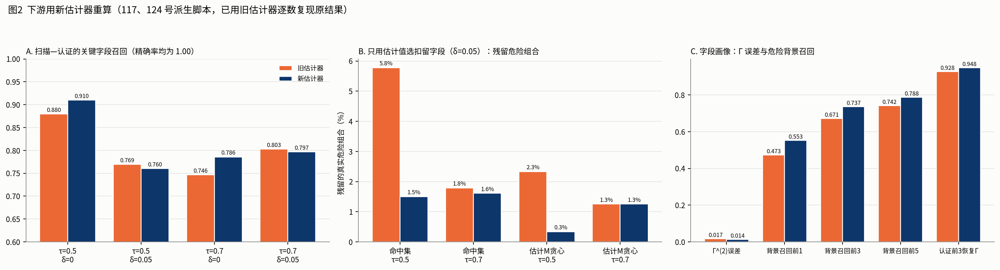 图2 下游用新估计器重算（117、124 号派生脚本，已用旧估计器逐数复现原结果）
A. 扫描—认证的关键字段召回（精确率均为 1.00）
1.00
0.95
0.90
0.85
0.80
0.75
0.70
0.65
0.60
旧估计器
新估计器
0.880
0.910
0.769
0.760
0.746
0.786
0.803
0.797
τ=0.5
δ=0
τ=0.5
δ=0.05
τ=0.7
δ=0
τ=0.7
δ=0.05
B. 只用估计值选扣留字段（δ=0.05）：残留危险组合
残留的真实危险组合（%）
6
5
4
3
2
1
0
5.8%
1.5%
1.8%
1.6%
2.3%
0.3%
1.3%
1.3%
命中集
τ=0.5
命中集
τ=0.7
估计M贪心
τ=0.5
估计M贪心
τ=0.7
C. 字段画像：Γ 误差与危险背景召回
0.8
0.6
0.4
0.2
0.0
0.017
0.014
0.473
0.553
0.671
0.737
0.742
0.788
0.928
0.948
Γ^(2)误差
背景召回前1
背景召回前3
背景召回前5
认证前3恢复Γ